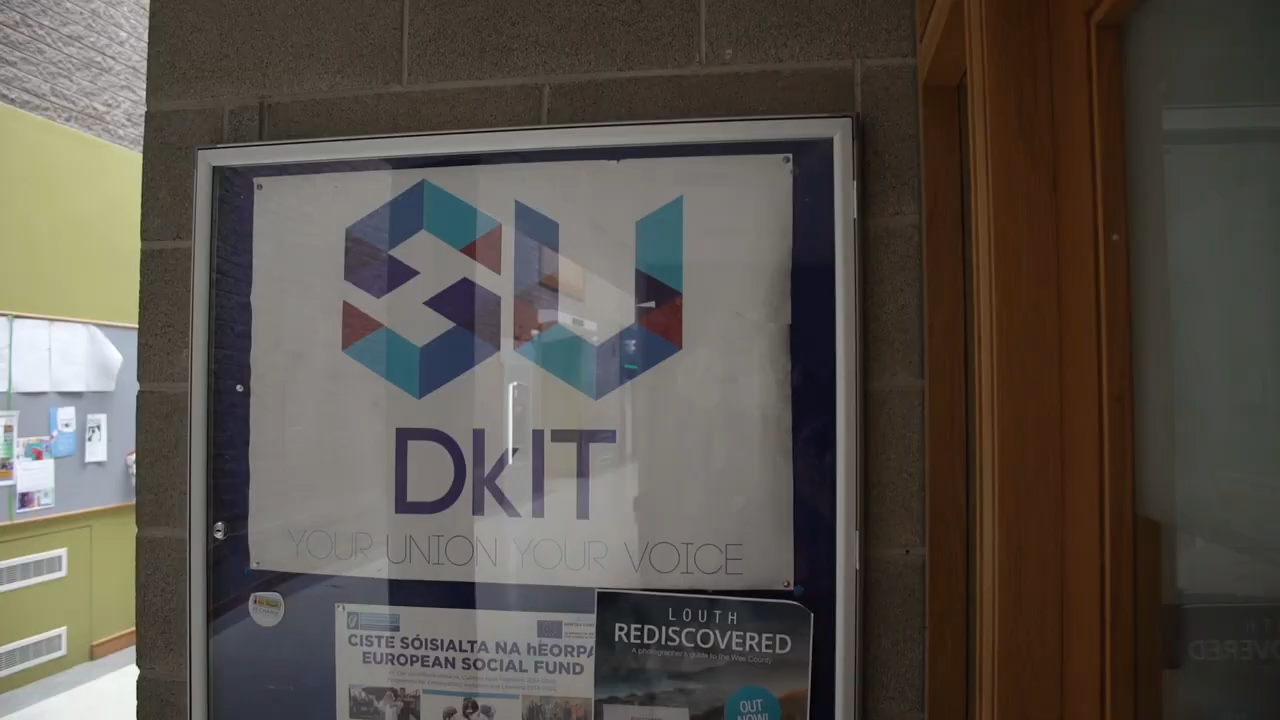 SU
DkIT
YOUR UNION YOUR VOICE
CISTE SÓISIALTA NA hEORPA
EUROPEAN SOCIAL FUND
LOUTH
REDISCOVERED
A photographer's guide to the Wee County
OUT
NOW!